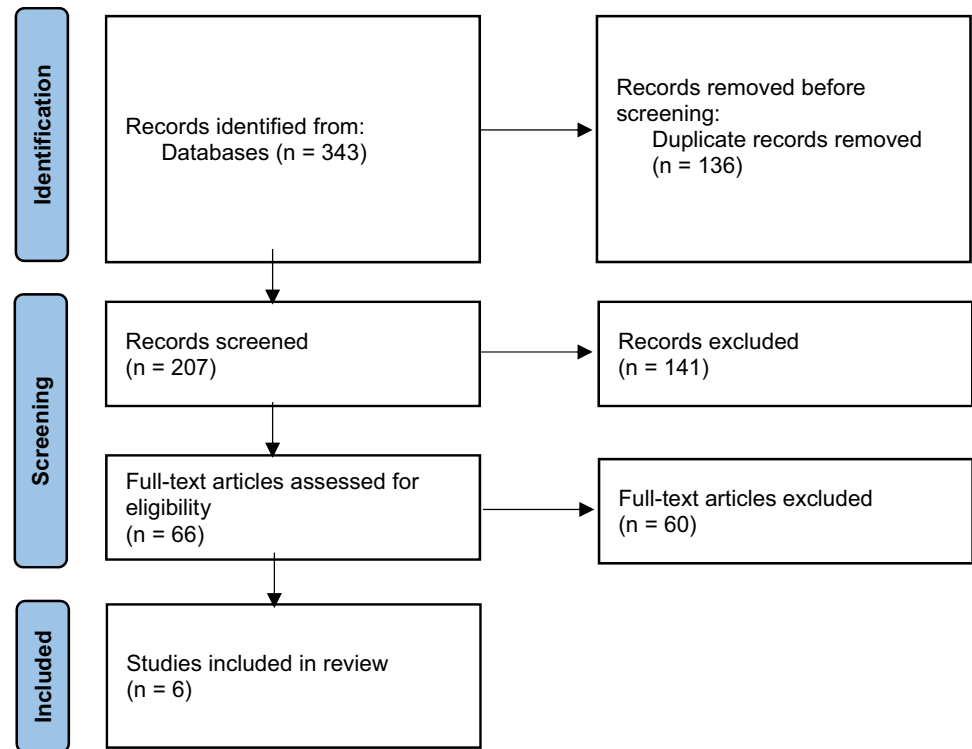 Identification
Records identified from:
Databases (n = 343)
Records removed before
screening:
Duplicate records removed
(n = 136)
Screening
Records screened
(n = 207)
Records excluded
(n = 141)
Full-text articles assessed for
eligibility
(n = 66)
Full-text articles excluded
(n = 60)
Included
Studies included in review
(n = 6)